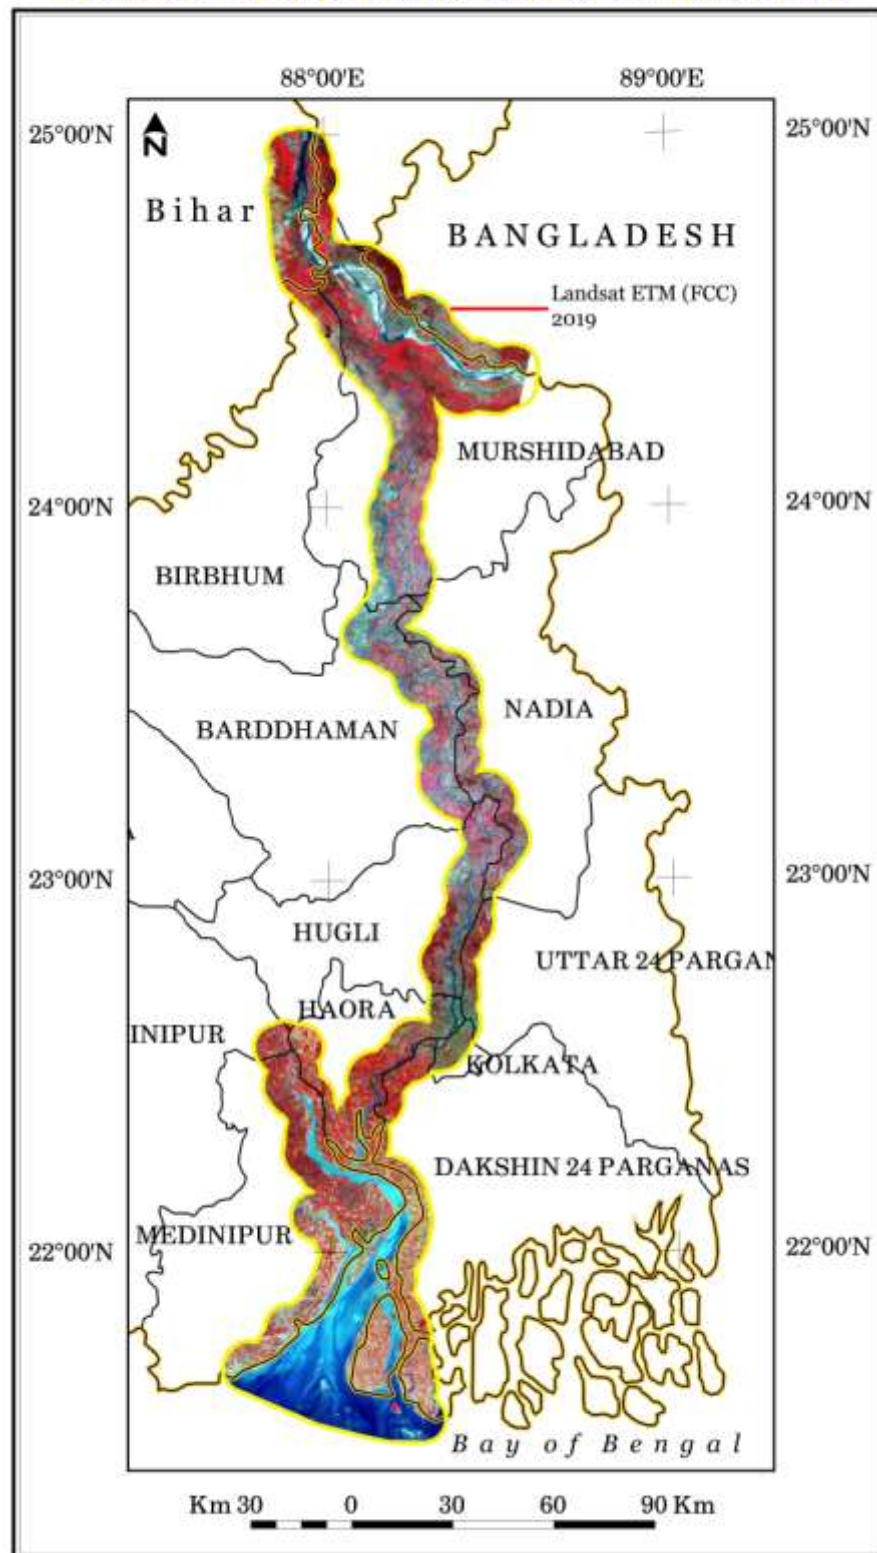 88°00'E 89°00'E
25°00'N 25°00'N
N
Bihar
BANGLADESH
Landsat ETM (FCC)
2019
MURSHIDABAD
24°00'N 24°00'N
BIRBHUM
NADIA
BARDDHAMAN
23°00'N 23°00'N
HUGLI
UTTAR 24 PARGAN
HAORA
INIPUR
KOLKATA
DAKSHIN 24 PARGANAS
MEDINIPUR
22°00'N 22°00'N
Bay of Bengal
Km 30 0 30 60 90 Km